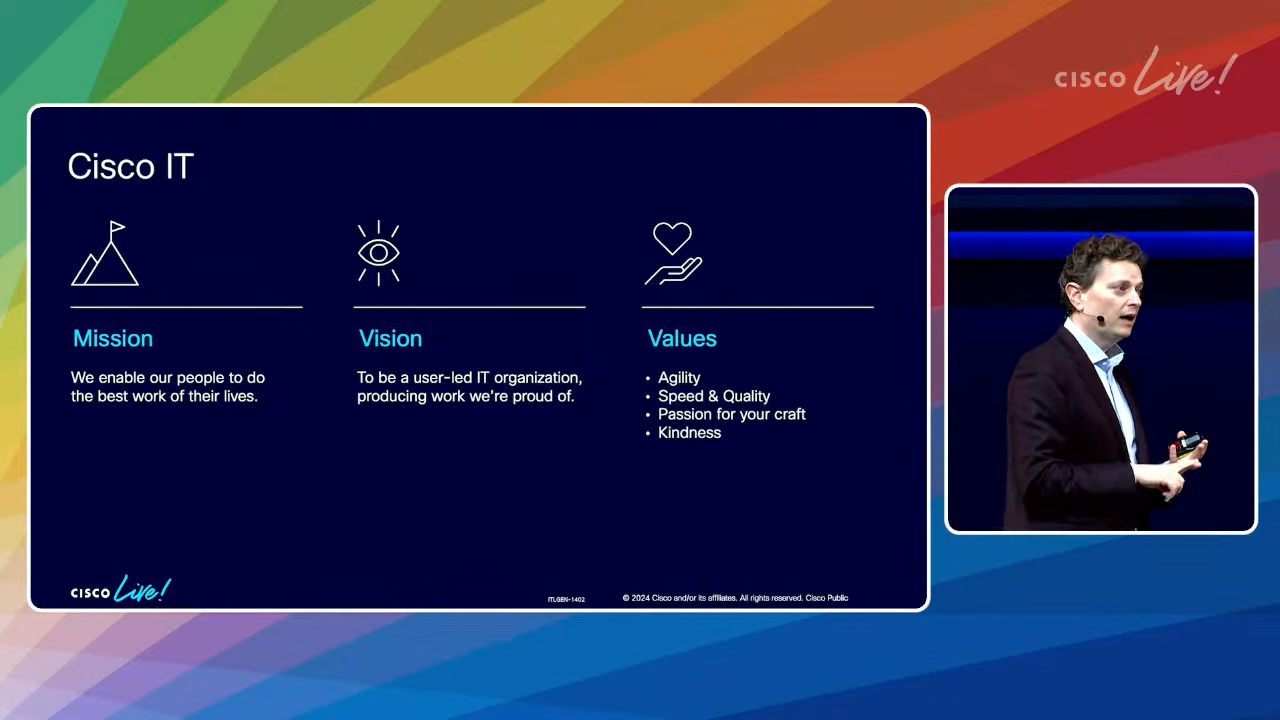 CISCO Live!
Cisco IT
Mission
We enable our people to do
the best work of their lives.
Vision
To be a user-led IT organization,
producing work we're proud of.
Values
• Agility
• Speed & Quality
• Passion for your craft
• Kindness
CISCO Live!
ITLGEN-1402
© 2024 Cisco and/or its affiliates. All rights reserved. Cisco Public